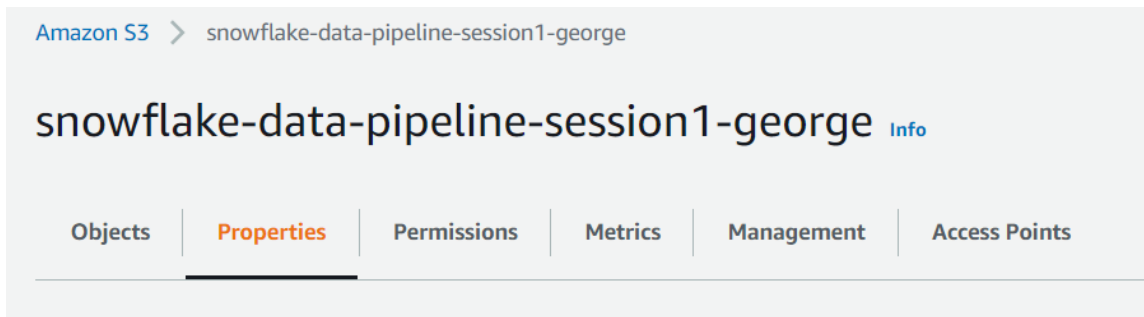 Amazon S3 > snowflake-data-pipeline-session1-george
snowflake-data-pipeline-session1-george Info
Objects Properties Permissions Metrics Management Access Points